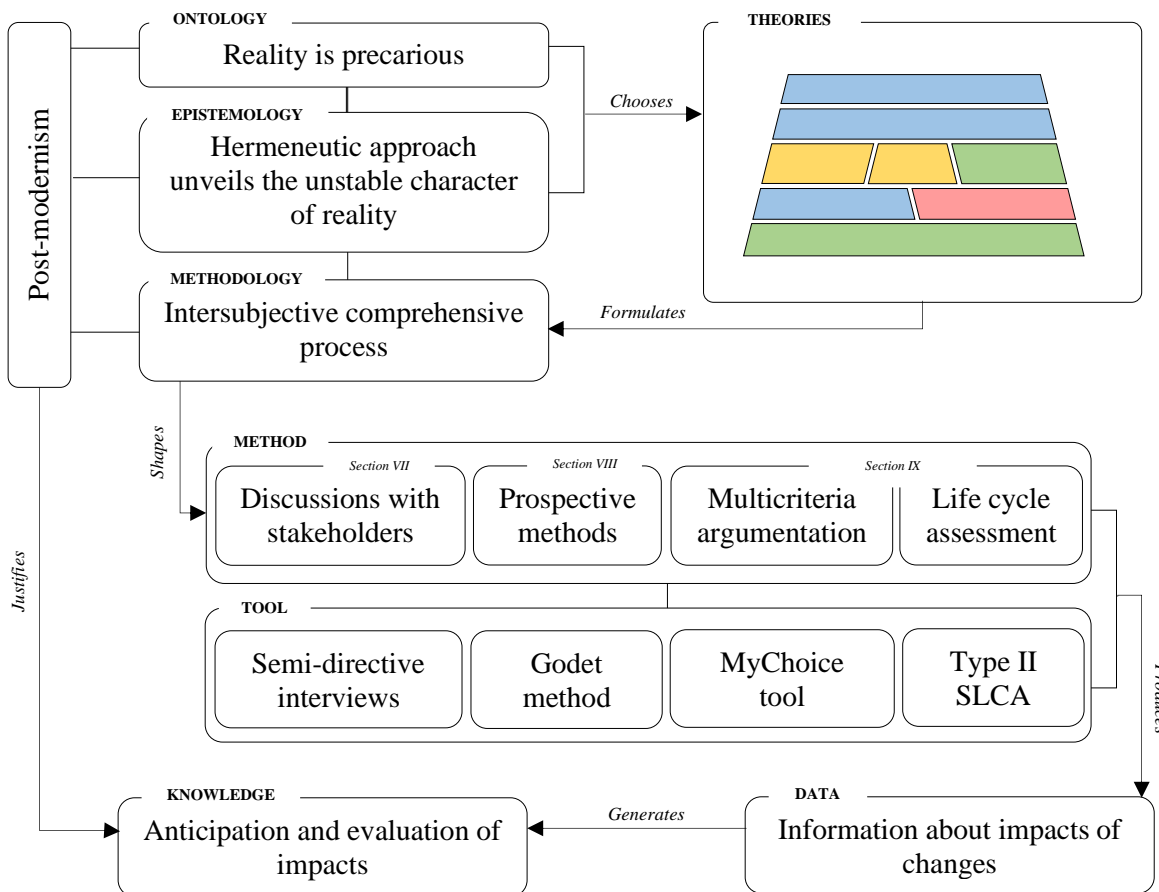 ONTOLOGY
Reality is precarious
THEORIES
Post-modernism
Chooses
EPISTEMOLOGY
Hermeneutic approach
unveils the unstable character
of reality
METHODOLOGY
Intersubjective comprehensive
process
Formulates
Shapes
Justifies
METHOD
Section VII
Discussions with
stakeholders
Section VIII
Prospective
methods
Section IX
Multicriteria
argumentation
Life cycle
assessment
TOOL
Semi-directive
interviews
Godet
method
MyChoice
tool
Type II
SLCA
KNOWLEDGE
Anticipation and evaluation of
impacts
Generates
DATA
Information about impacts of
changes